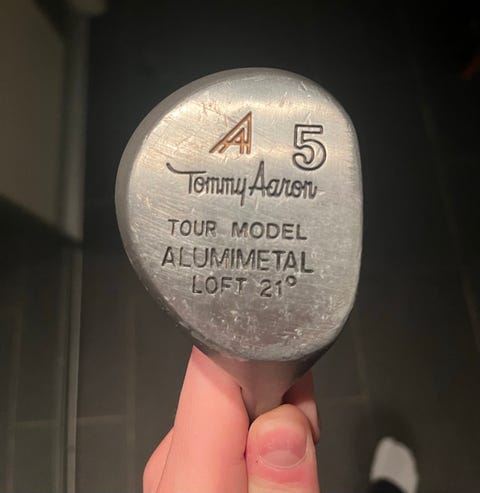 A 5
Tommy Aaron
TOUR MODEL
ALUMIMETAL
LOFT 21°